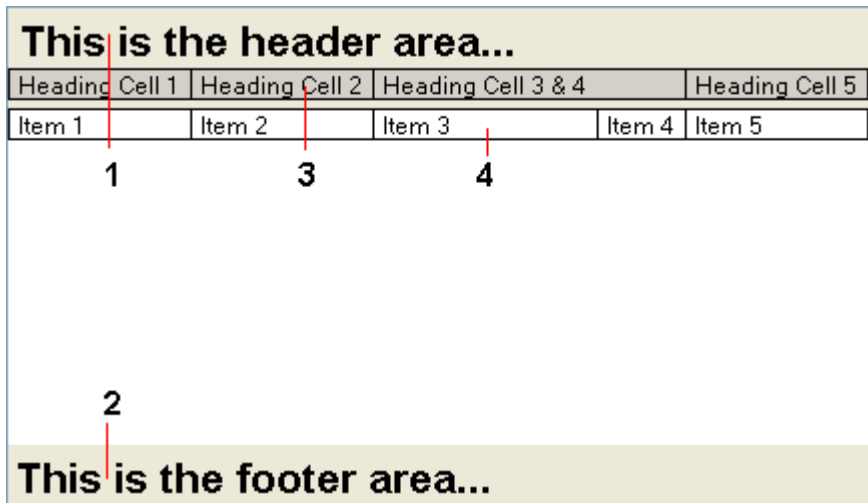 This is the header area...
Heading Cell 1 Heading Cell 2 Heading Cell 3 & 4 Heading Cell 5
Item 1 Item 2 Item 3 Item 4 Item 5
1 3 4
2
This is the footer area...